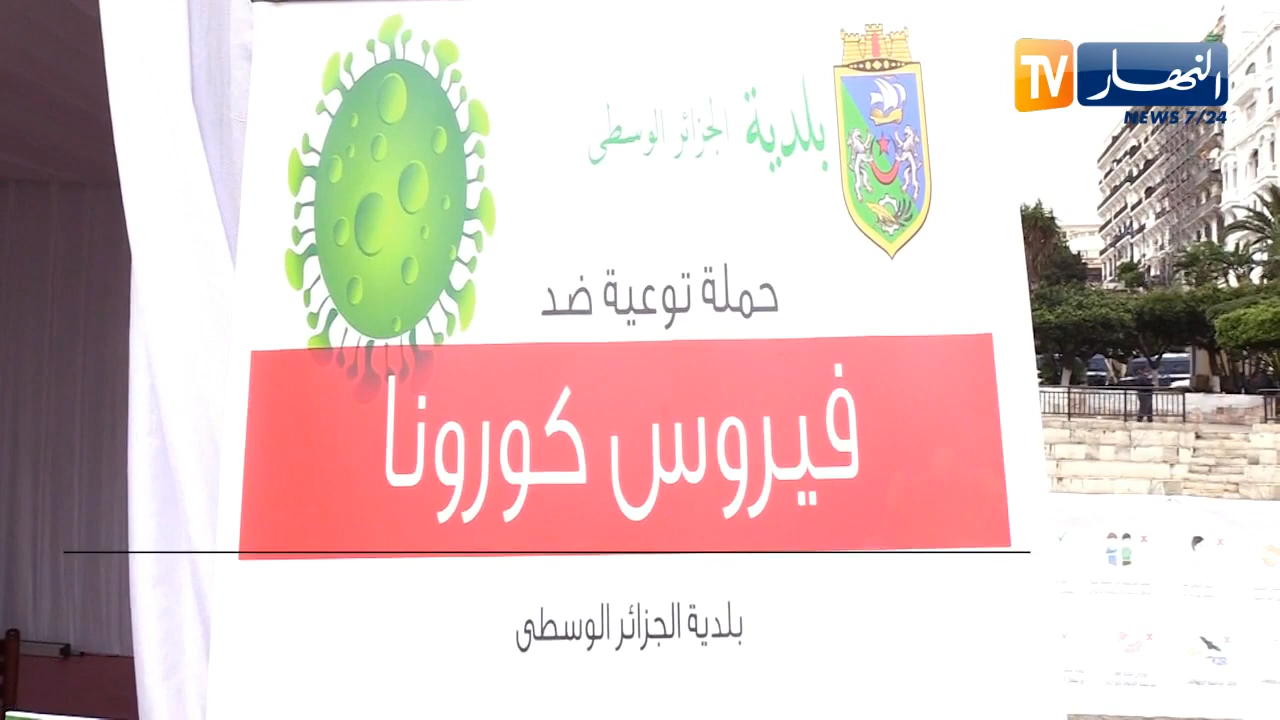 بلدية الجزائر الوسطى
حملة توعية ضد
فيروس كورونا
بلدية الجزائر الوسطى
النهار TV
NEWS 7/24